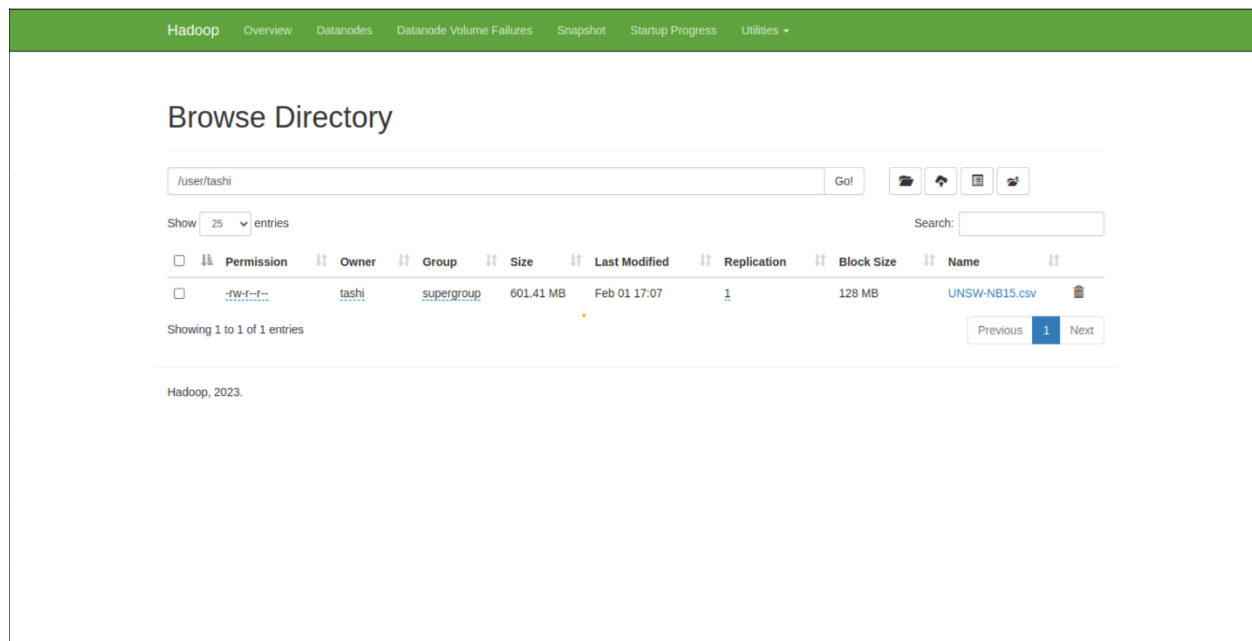 Hadoop Overview Datanodes Datanode Volume Failures Snapshot Startup Progress Utilities
Browse Directory
/user/tashi Go!
Show 25 entries Search:
Permission Owner Group Size Last Modified Replication Block Size Name
-rw-r--r-- tashi supergroup 601.41 MB Feb 01 17:07 1 128 MB UNSW-NB15.csv
Showing 1 to 1 of 1 entries Previous 1 Next
Hadoop, 2023.